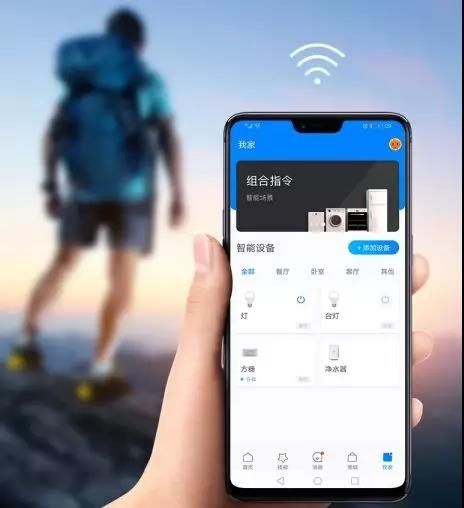 我家
组合指令
智能场景
智能设备
+添加设备
全部 餐厅 卧室 客厅 其他
灯
台灯
方糖
净水器
首页
消息
商城
我家